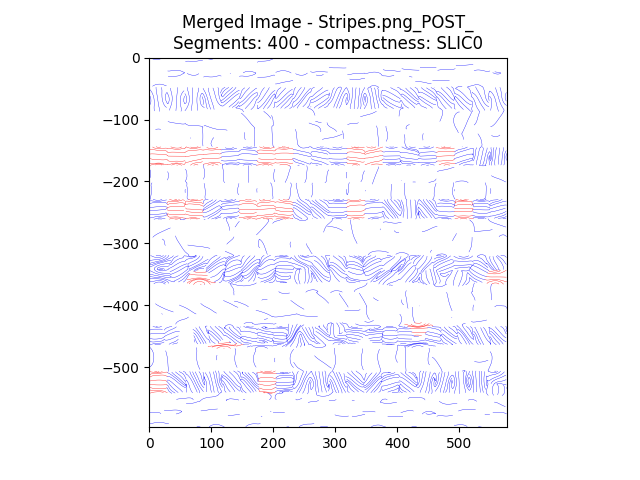 Merged Image - Stripes.png_POST_
Segments: 400 - compactness: SLIC0
0
−100
−200
−300
−400
−500
0 100 200 300 400 500